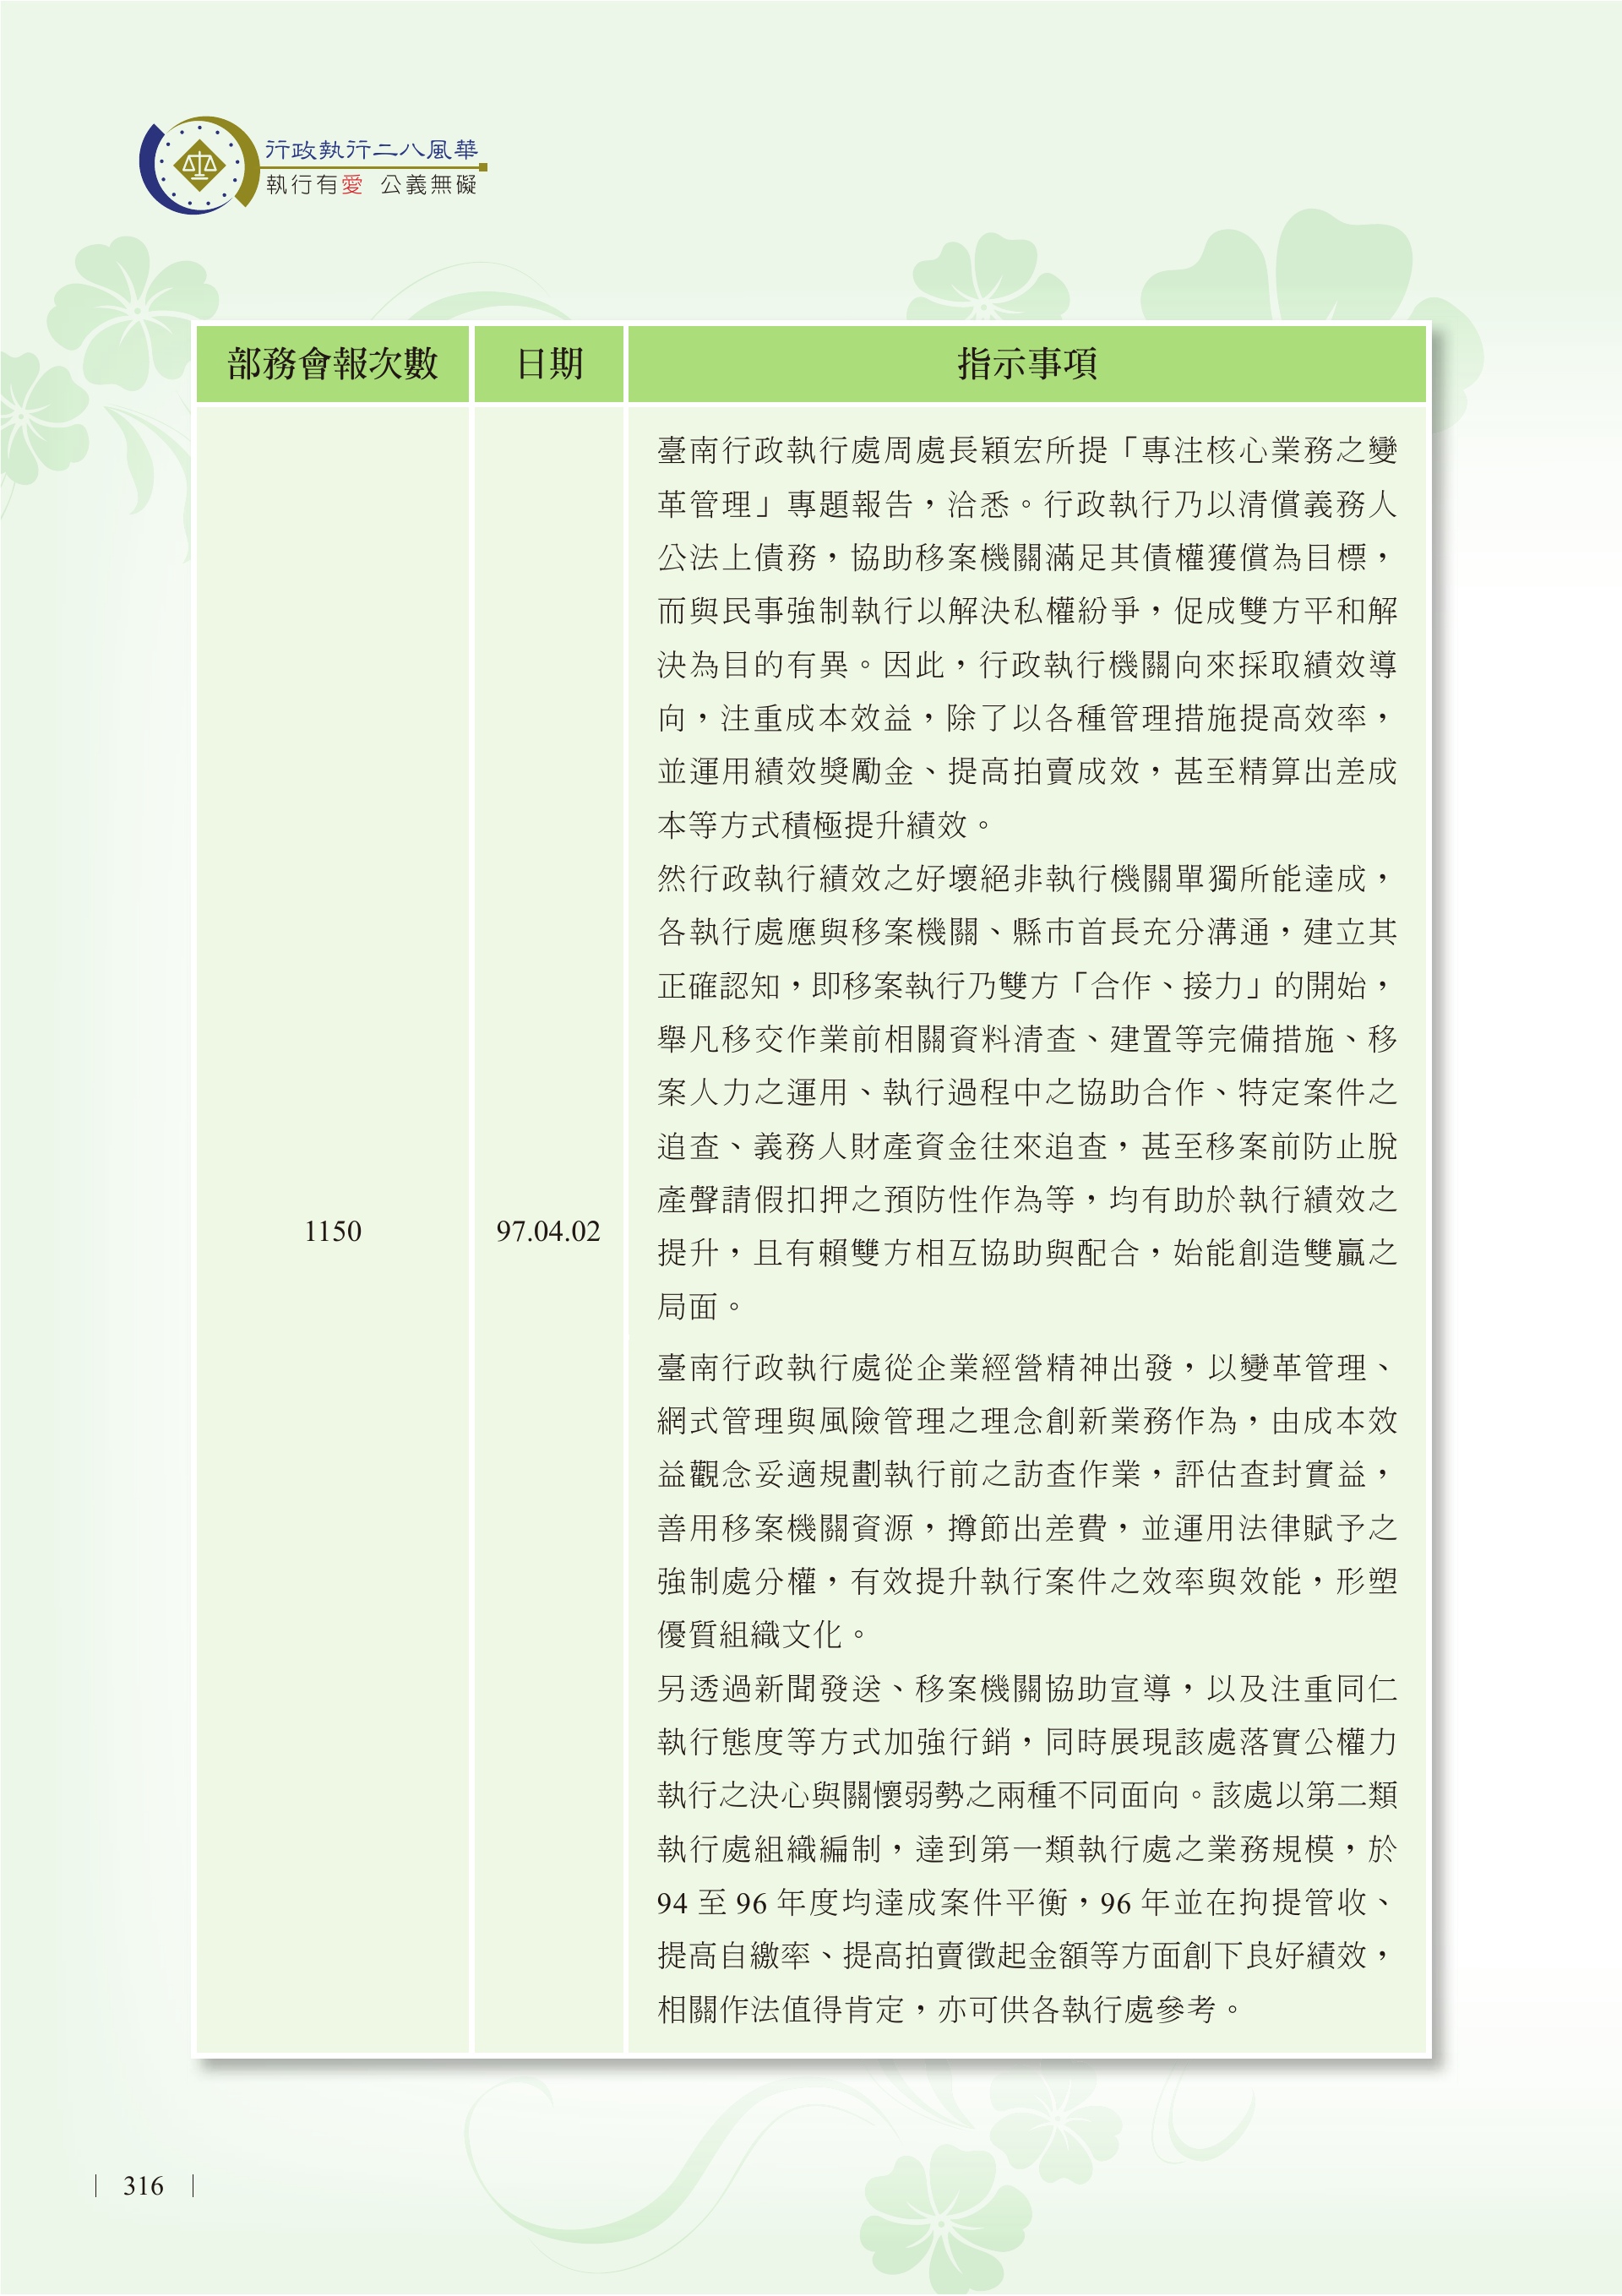 行政執行二八風華
執行有愛 公義無礙
部務會報次數 日期 指示事項
臺南行政執行處周處長穎宏所提「專注核心業務之變
革管理」專題報告，洽悉。行政執行乃以清償義務人
公法上債務，協助移案機關滿足其債權獲償為目標，
而與民事強制執行以解決私權紛爭，促成雙方平和解
決為目的有異。因此，行政執行機關向來採取績效導
向，注重成本效益，除了以各種管理措施提高效率，
並運用績效獎勵金、提高拍賣成效，甚至精算出差成
本等方式積極提升績效。
然行政執行績效之好壞絕非執行機關單獨所能達成，
各執行處應與移案機關、縣市首長充分溝通，建立其
正確認知，即移案執行乃雙方「合作、接力」的開始，
舉凡移交作業前相關資料清查、建置等完備措施、移
案人力之運用、執行過程中之協助合作、特定案件之
追查、義務人財產資金往來追查，甚至移案前防止脫
產聲請假扣押之預防性作為等，均有助於執行績效之
1150 97.04.02
提升，且有賴雙方相互協助與配合，始能創造雙贏之
局面。
臺南行政執行處從企業經營精神出發，以變革管理、
網式管理與風險管理之理念創新業務作為，由成本效
益觀念妥適規劃執行前之訪查作業，評估查封實益，
善用移案機關資源，撙節出差費，並運用法律賦予之
強制處分權，有效提升執行案件之效率與效能，形塑
優質組織文化。
另透過新聞發送、移案機關協助宣導，以及注重同仁
執行態度等方式加強行銷，同時展現該處落實公權力
執行之決心與關懷弱勢之兩種不同面向。該處以第二類
執行處組織編制，達到第一類執行處之業務規模，於
94 至 96 年度均達成案件平衡，96 年並在拘提管收、
提高自繳率、提高拍賣徵起金額等方面創下良好績效，
相關作法值得肯定，亦可供各執行處參考。
316